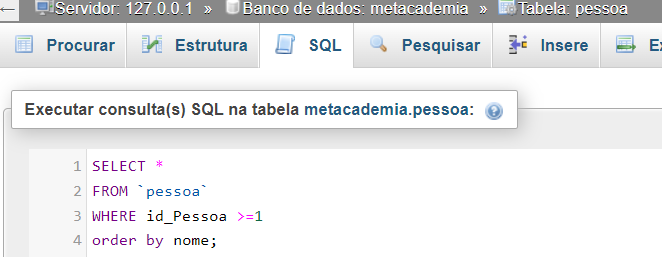 ← Servidor: 127.0.0.1 » Banco de dados: metacademia » Tabela: pessoa
Procurar Estrutura SQL Pesquisar Insere
Executar consulta(s) SQL na tabela metacademia.pessoa:
1 SELECT *
2 FROM `pessoa`
3 WHERE id_Pessoa >=1
4 order by nome;